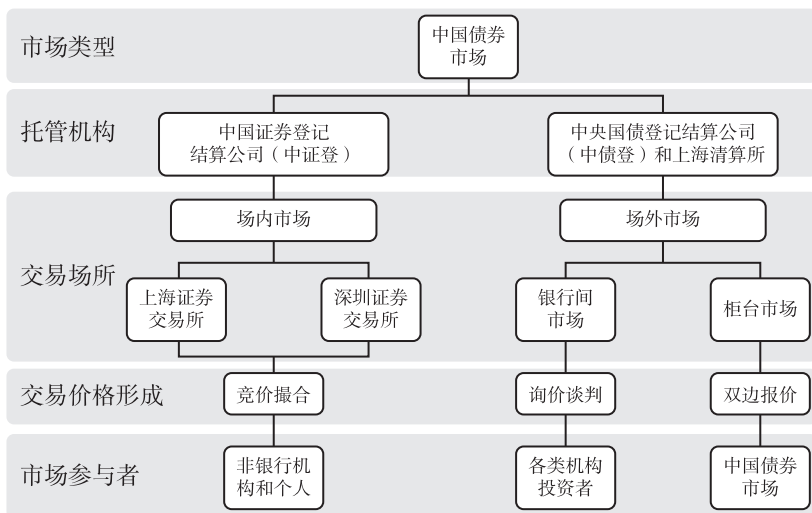 市场类型
中国债券
市场
托管机构
中国证券登记
结算公司（中证登）
中央国债登记结算公司
（中债登）和上海清算所
交易场所
场内市场
场外市场
上海证券
交易所
深圳证券
交易所
银行间
市场
柜台市场
交易价格形成
竞价撮合
询价谈判
双边报价
市场参与者
非银行机
构和个人
各类机构
投资者
中国债券
市场